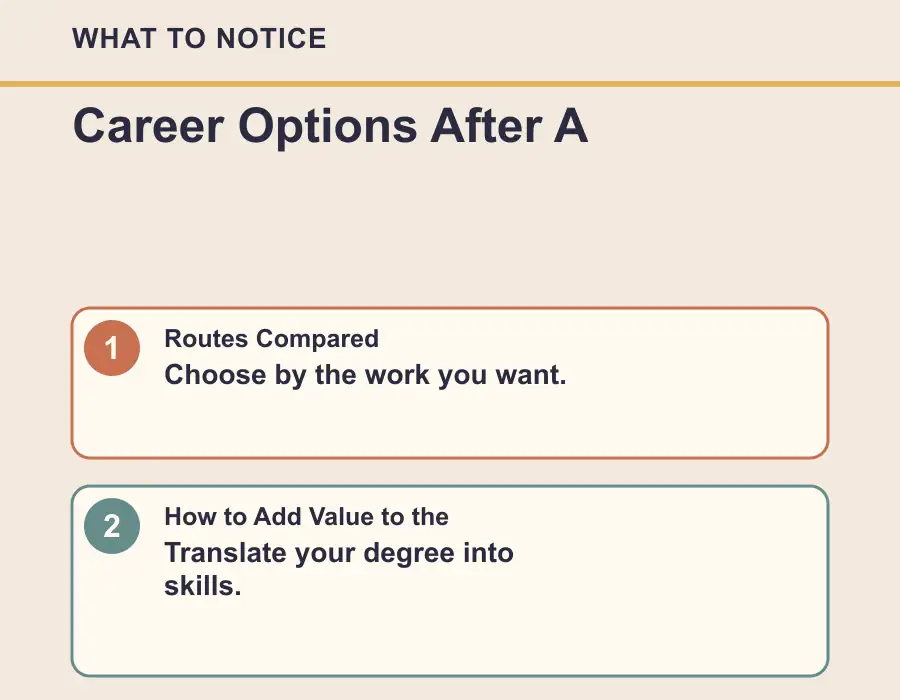 WHAT TO NOTICE
Career Options After A
1
Routes Compared
Choose by the work you want.
2
How to Add Value to the
Translate your degree into
skills.